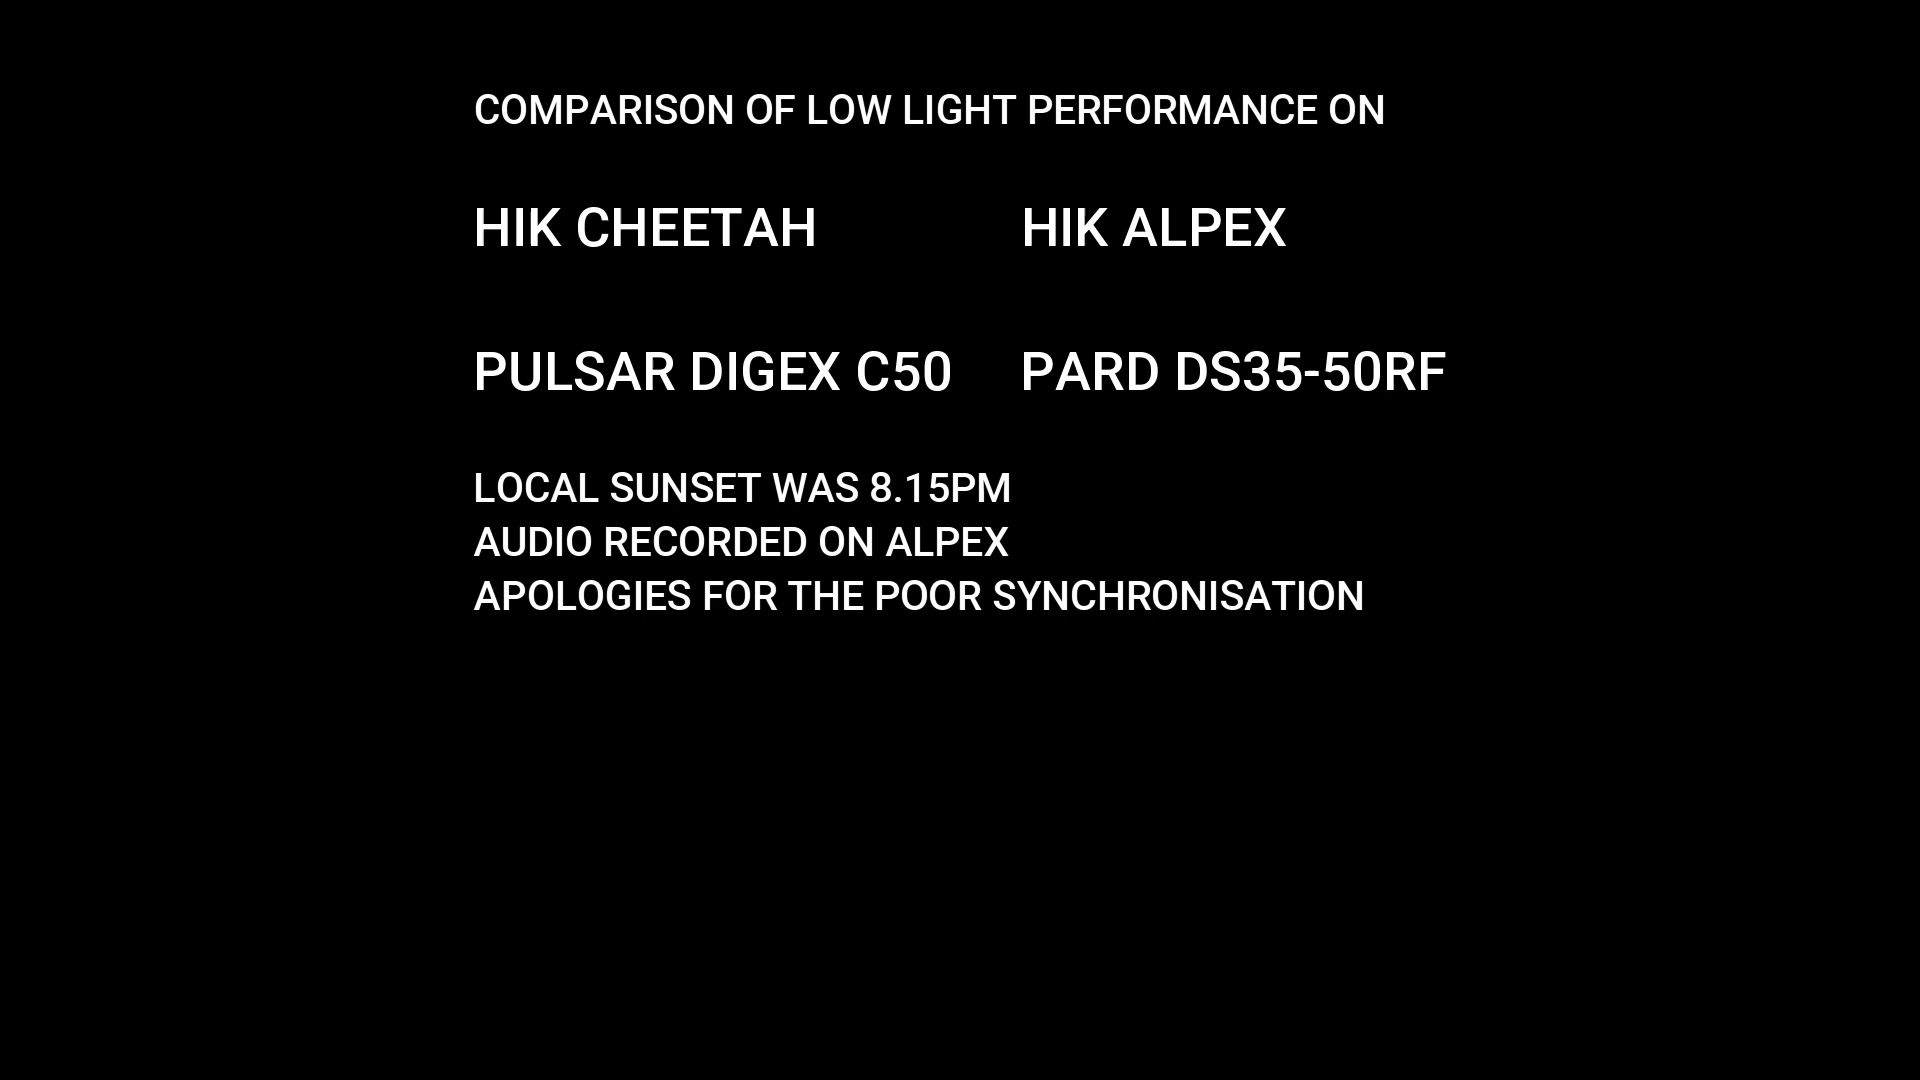 COMPARISON OF LOW LIGHT PERFORMANCE ON
HIK CHEETAH HIK ALPEX
PULSAR DIGEX C50 PARD DS35-50RF
LOCAL SUNSET WAS 8.15PM
AUDIO RECORDED ON ALPEX
APOLOGIES FOR THE POOR SYNCHRONISATION